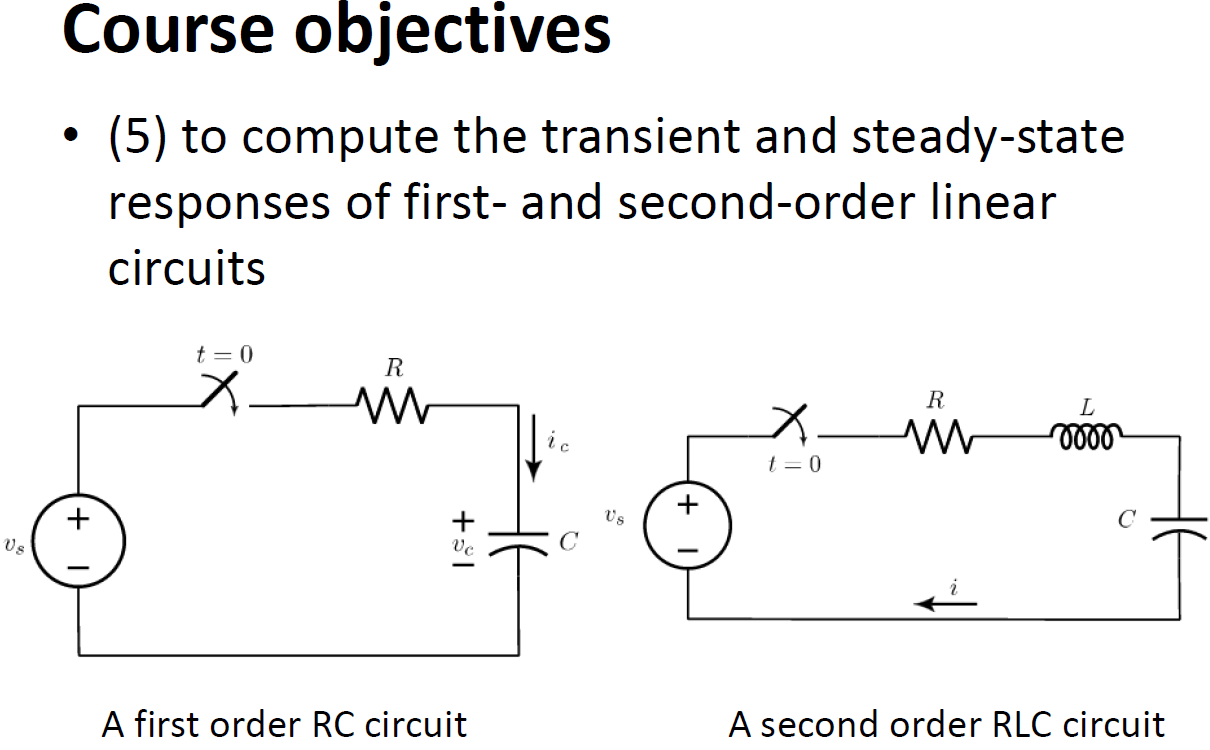 Course objectives
• (5) to compute the transient and steady-state
responses of first- and second-order linear
circuits
t = 0
R
i c
+
v s
+
v c
−
C
−
A first order RC circuit
R
L
t = 0
v s
+
−
C
i
A second order RLC circuit